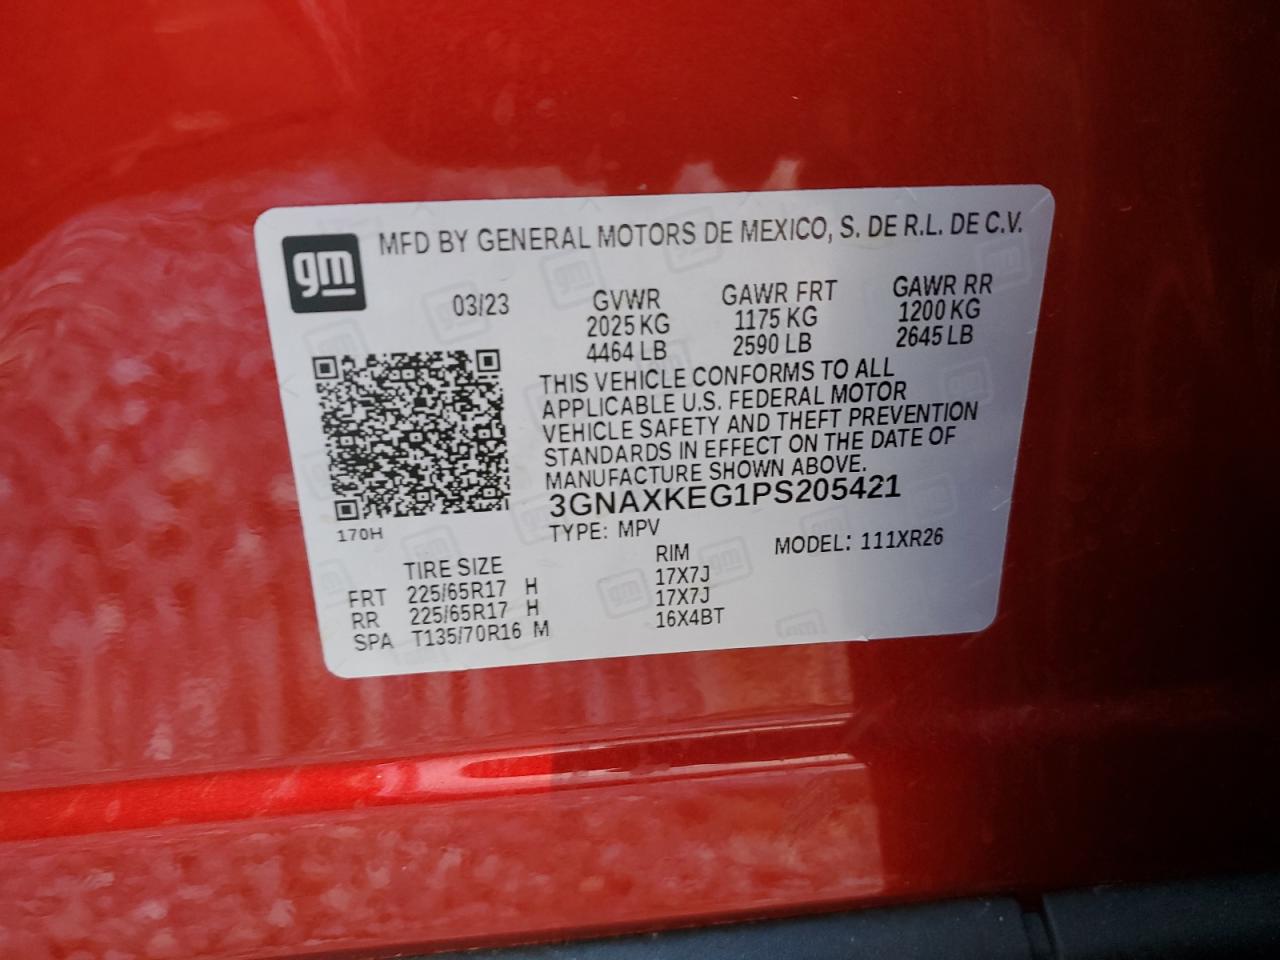 gm
MFD BY GENERAL MOTORS DE MEXICO, S. DE R.L. DE C.V.
03/23 GVWR GAWR FRT GAWR RR
2025 KG 1175 KG 1200 KG
4464 LB 2590 LB 2645 LB
THIS VEHICLE CONFORMS TO ALL
APPLICABLE U.S. FEDERAL MOTOR
VEHICLE SAFETY AND THEFT PREVENTION
STANDARDS IN EFFECT ON THE DATE OF
MANUFACTURE SHOWN ABOVE.
3GNAXKEG1PS205421
170H
TYPE: MPV MODEL: 111XR26
TIRE SIZE RIM
FRT 225/65R17 H 17X7J
RR 225/65R17 H 17X7J
SPA T135/70R16 M 16X4BT